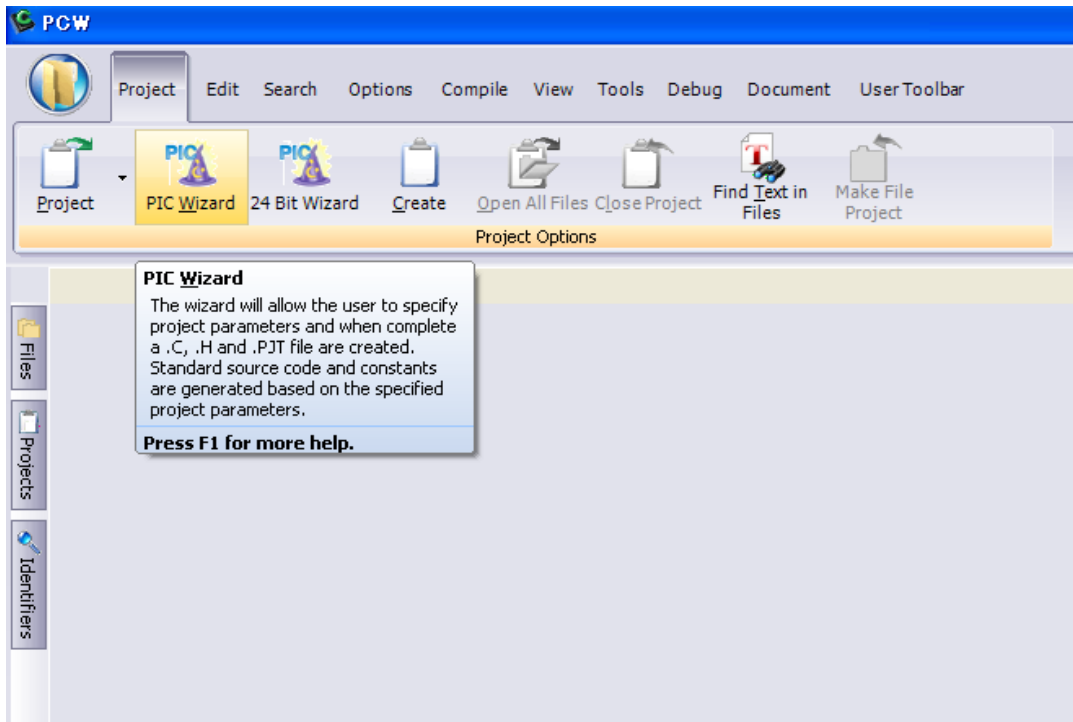 PCW
Project Edit Search Options Compile View Tools Debug Document User Toolbar
PIC PIC
Project PIC Wizard 24 Bit Wizard Create Open All Files Close Project Find Text in Files Make File Project
Project Options
PIC Wizard
The wizard will allow the user to specify
project parameters and when complete
a .C, .H and .PJT file are created.
Standard source code and constants
are generated based on the specified
project parameters.
Press F1 for more help.
Files
Projects
Identifiers